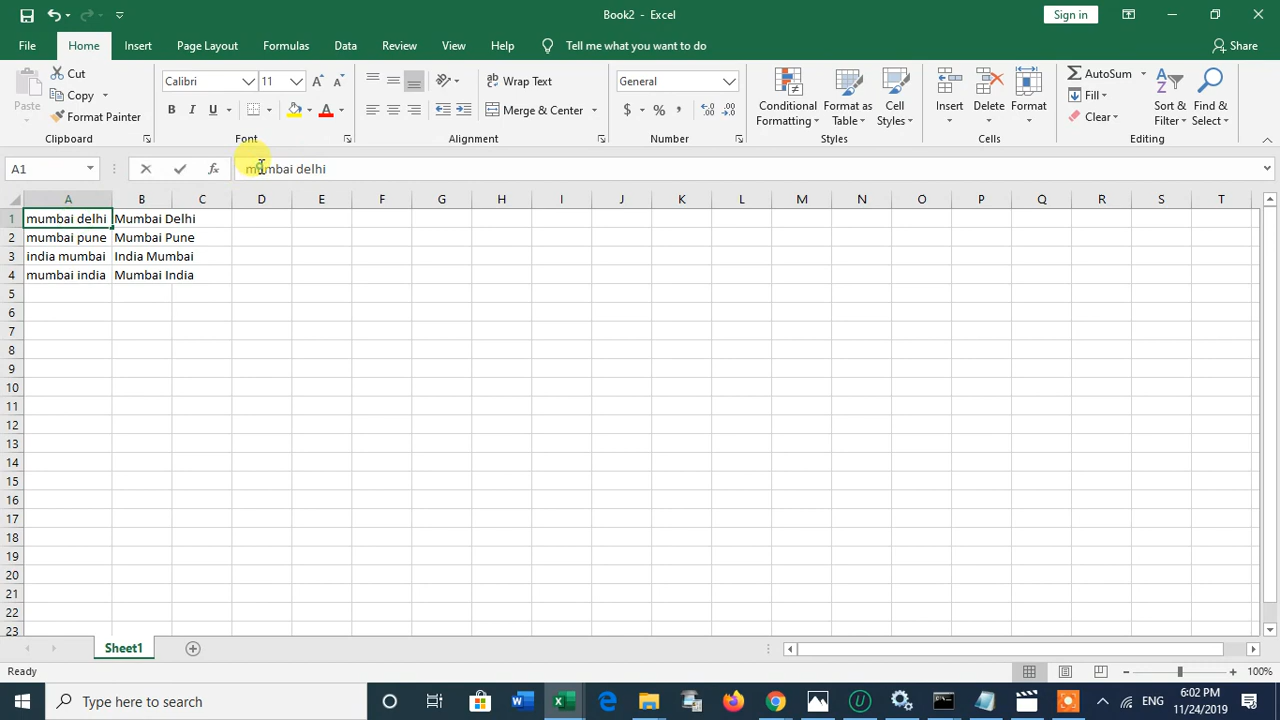 Book2 - Excel
Sign in
File Home Insert Page Layout Formulas Data Review View Help Tell me what you want to do Share
Paste
Cut
Copy
Format Painter
Clipboard
Calibri 11
B I U
Font
Wrap Text
Merge & Center
Alignment
General
$ % ,
Number
Conditional Formatting
Format as Table
Cell Styles
Styles
Insert
Delete
Format
Cells
AutoSum
Fill
Clear
Sort & Filter
Find & Select
Editing
A1 fx mumbai delhi
A B C D E F G H I J K L M N O P Q R S T
1 mumbai delhi Mumbai Delhi
2 mumbai pune Mumbai Pune
3 india mumbai India Mumbai
4 mumbai india Mumbai India
5
6
7
8
9
10
11
12
13
14
15
16
17
18
19
20
21
22
23
Sheet1
Ready
100%
Type here to search
ENG
6:02 PM
11/24/2019